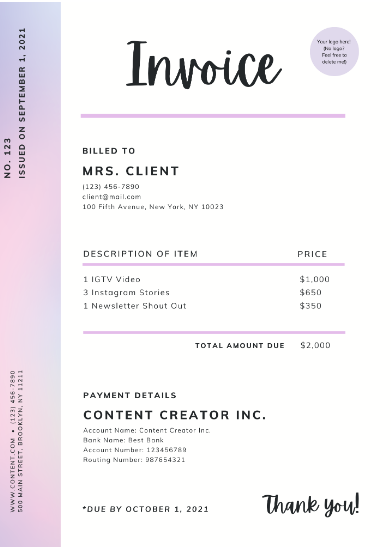 Invoice
Your logo here!
(No logo?
Feel free to
delete me!)
NO. 123
ISSUED ON SEPTEMBER 1, 2021
BILLED TO
MRS. CLIENT
(123) 456-7890
client@mail.com
100 Fifth Avenue, New York, NY 10023
DESCRIPTION OF ITEM PRICE
1 IGTV Video $1,000
3 Instagram Stories $650
1 Newsletter Shout Out $350
TOTAL AMOUNT DUE $2,000
PAYMENT DETAILS
CONTENT CREATOR INC.
Account Name: Content Creator Inc.
Bank Name: Best Bank
Account Number: 123456789
Routing Number: 987654321
WWW.CONTENT.COM • (123) 456-7890
500 MAIN STREET, BROOKLYN, NY 11211
*DUE BY OCTOBER 1, 2021
Thank you!